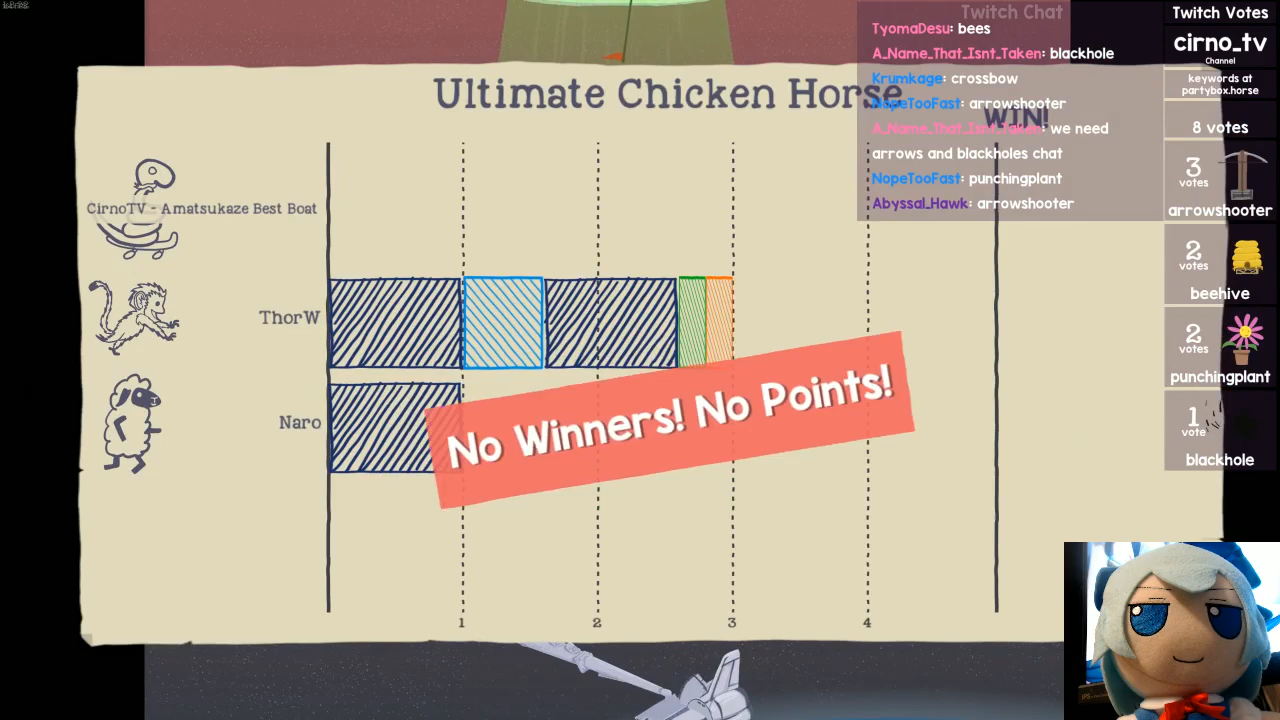 Twitch Chat
TyomaDesu: bees
A_Name_That_Isnt_Taken: blackhole
Krumkage: crossbow
NopeTooFast: arrowshooter
A_Name_That_Isnt_Taken: we need
arrows and blackholes chat
NopeTooFast: punchingplant
Abyssal_Hawk: arrowshooter
Twitch Votes
cirno_tv
Channel
keywords at
partybox.horse
8 votes
3
votes
arrowshooter
2
votes
beehive
2
votes
punchingplant
1
vote
blackhole
Ultimate Chicken Horse
WIN!
CirnoTV - Amatsukaze Best Boat
ThorW
Naro
No Winners! No Points!
1 2 3 4